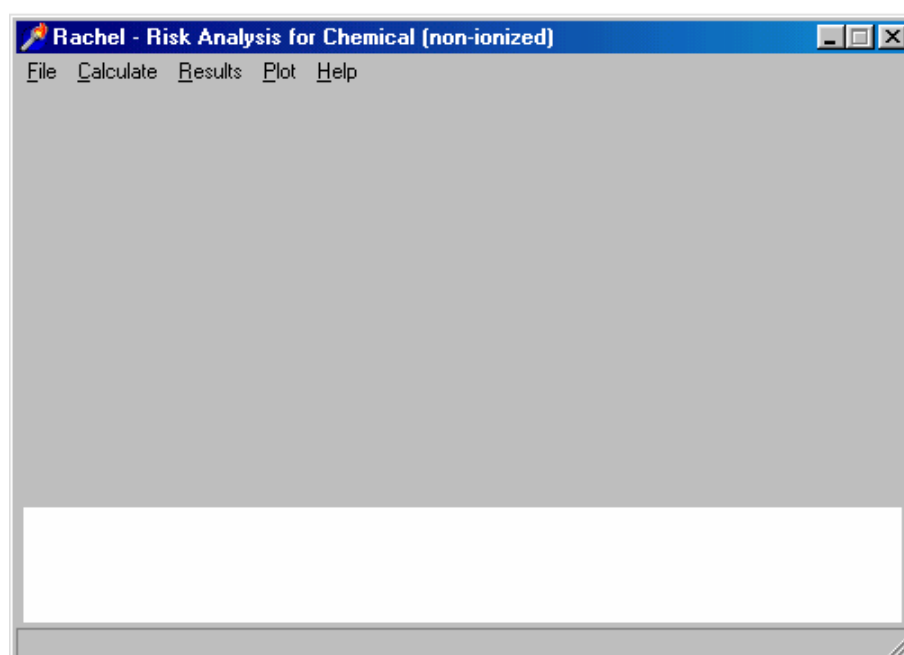 Rachel - Risk Analysis for Chemical (non-ionized)
File Calculate Results Plot Help